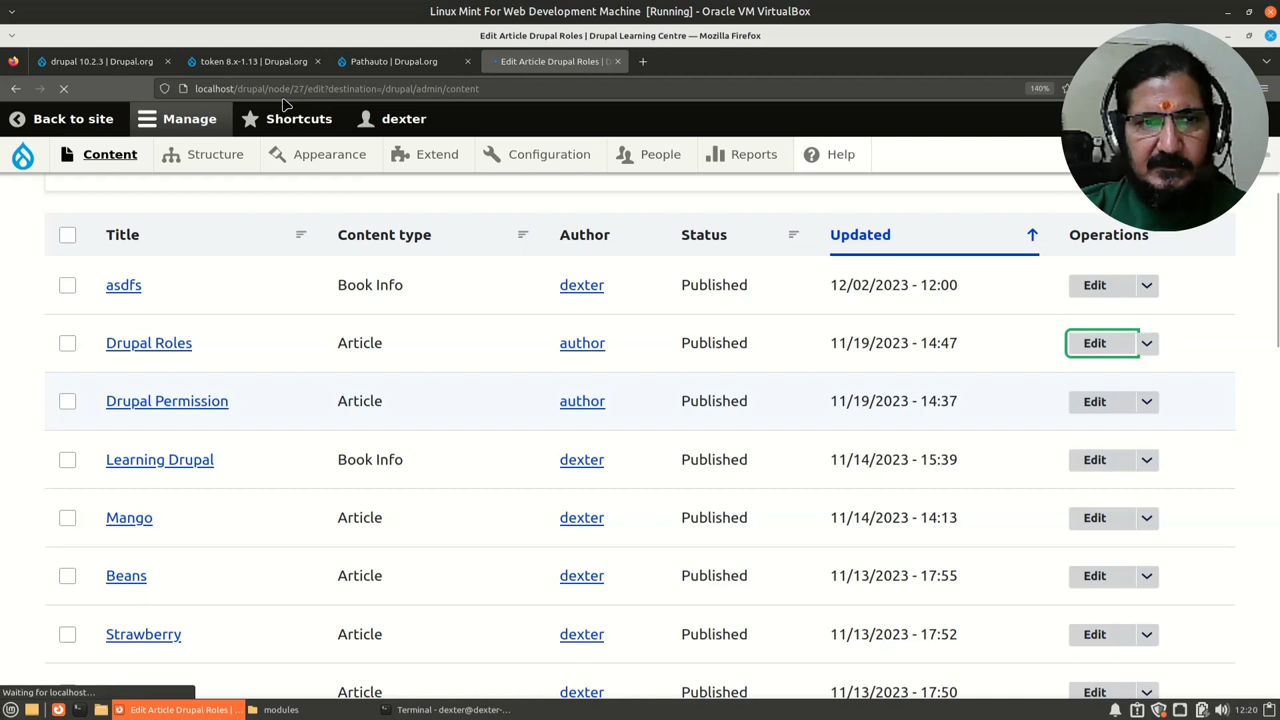 Linux Mint For Web Development Machine [Running] - Oracle VM VirtualBox
Edit Article Drupal Roles | Drupal Learning Centre — Mozilla Firefox
drupal 10.2.3 | Drupal.org
token 8.x-1.13 | Drupal.org
Pathauto | Drupal.org
Edit Article Drupal Roles | D
localhost/drupal/node/27/edit?destination=/drupal/admin/content
140%
Back to site
Manage
Shortcuts
dexter
Content
Structure
Appearance
Extend
Configuration
People
Reports
Help
Title Content type Author Status Updated Operations
asdfs Book Info dexter Published 12/02/2023 - 12:00 Edit
Drupal Roles Article author Published 11/19/2023 - 14:47 Edit
Drupal Permission Article author Published 11/19/2023 - 14:37 Edit
Learning Drupal Book Info dexter Published 11/14/2023 - 15:39 Edit
Mango Article dexter Published 11/14/2023 - 14:13 Edit
Beans Article dexter Published 11/13/2023 - 17:55 Edit
Strawberry Article dexter Published 11/13/2023 - 17:52 Edit
Article dexter Published 11/13/2023 - 17:50 Edit
Waiting for localhost…
Edit Article Drupal Roles | ...
modules
Terminal - dexter@dexter-...
12:20